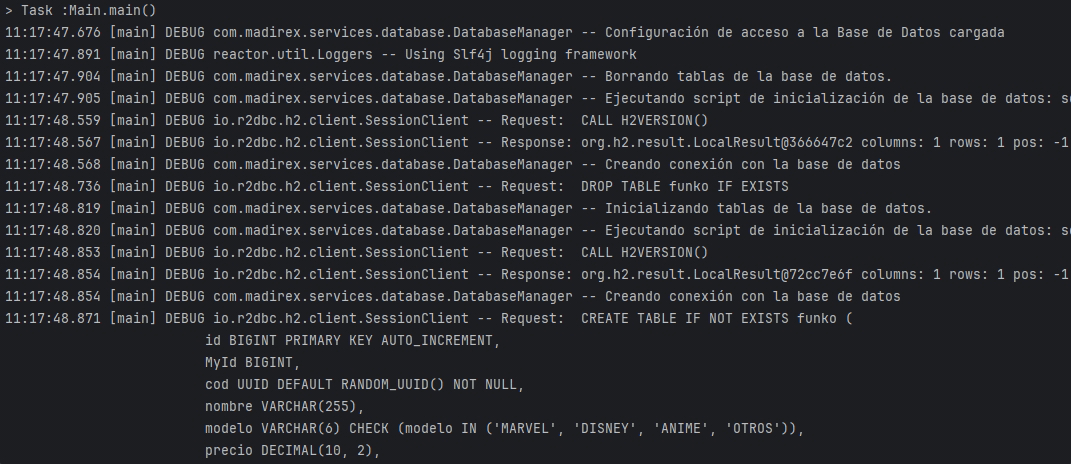 > Task :Main.main()
11:17:47.676 [main] DEBUG com.madirex.services.database.DatabaseManager -- Configuración de acceso a la Base de Datos cargada
11:17:47.891 [main] DEBUG reactor.util.Loggers -- Using Slf4j logging framework
11:17:47.904 [main] DEBUG com.madirex.services.database.DatabaseManager -- Borrando tablas de la base de datos.
11:17:47.905 [main] DEBUG com.madirex.services.database.DatabaseManager -- Ejecutando script de inicialización de la base de datos:
11:17:48.559 [main] DEBUG io.r2dbc.h2.client.SessionClient -- Request:  CALL H2VERSION()
11:17:48.567 [main] DEBUG io.r2dbc.h2.client.SessionClient -- Response: org.h2.result.LocalResult@366647c2 columns: 1 rows: 1 pos: -1
11:17:48.568 [main] DEBUG com.madirex.services.database.DatabaseManager -- Creando conexión con la base de datos
11:17:48.736 [main] DEBUG io.r2dbc.h2.client.SessionClient -- Request:  DROP TABLE funko IF EXISTS
11:17:48.819 [main] DEBUG com.madirex.services.database.DatabaseManager -- Inicializando tablas de la base de datos.
11:17:48.820 [main] DEBUG com.madirex.services.database.DatabaseManager -- Ejecutando script de inicialización de la base de datos:
11:17:48.853 [main] DEBUG io.r2dbc.h2.client.SessionClient -- Request:  CALL H2VERSION()
11:17:48.854 [main] DEBUG io.r2dbc.h2.client.SessionClient -- Response: org.h2.result.LocalResult@72cc7e6f columns: 1 rows: 1 pos: -1
11:17:48.854 [main] DEBUG com.madirex.services.database.DatabaseManager -- Creando conexión con la base de datos
11:17:48.871 [main] DEBUG io.r2dbc.h2.client.SessionClient -- Request:  CREATE TABLE IF NOT EXISTS funko (
id BIGINT PRIMARY KEY AUTO_INCREMENT,
MyId BIGINT,
cod UUID DEFAULT RANDOM_UUID() NOT NULL,
nombre VARCHAR(255),
modelo VARCHAR(6) CHECK (modelo IN ('MARVEL', 'DISNEY', 'ANIME', 'OTROS')),
precio DECIMAL(10, 2),